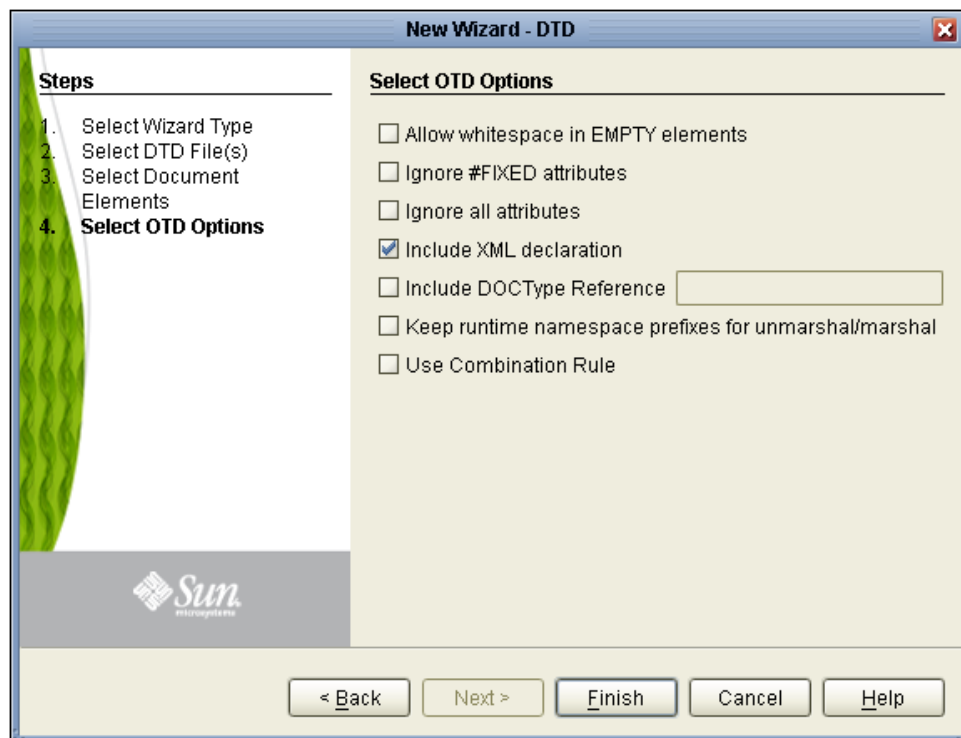 New Wizard - DTD
Steps
1. Select Wizard Type
2. Select DTD File(s)
3. Select Document
Elements
4. Select OTD Options
Select OTD Options
Allow whitespace in EMPTY elements
Ignore #FIXED attributes
Ignore all attributes
Include XML declaration
Include DOCType Reference
Keep runtime namespace prefixes for unmarshal/marshal
Use Combination Rule
Sun
microsystems
< Back
Next >
Finish
Cancel
Help